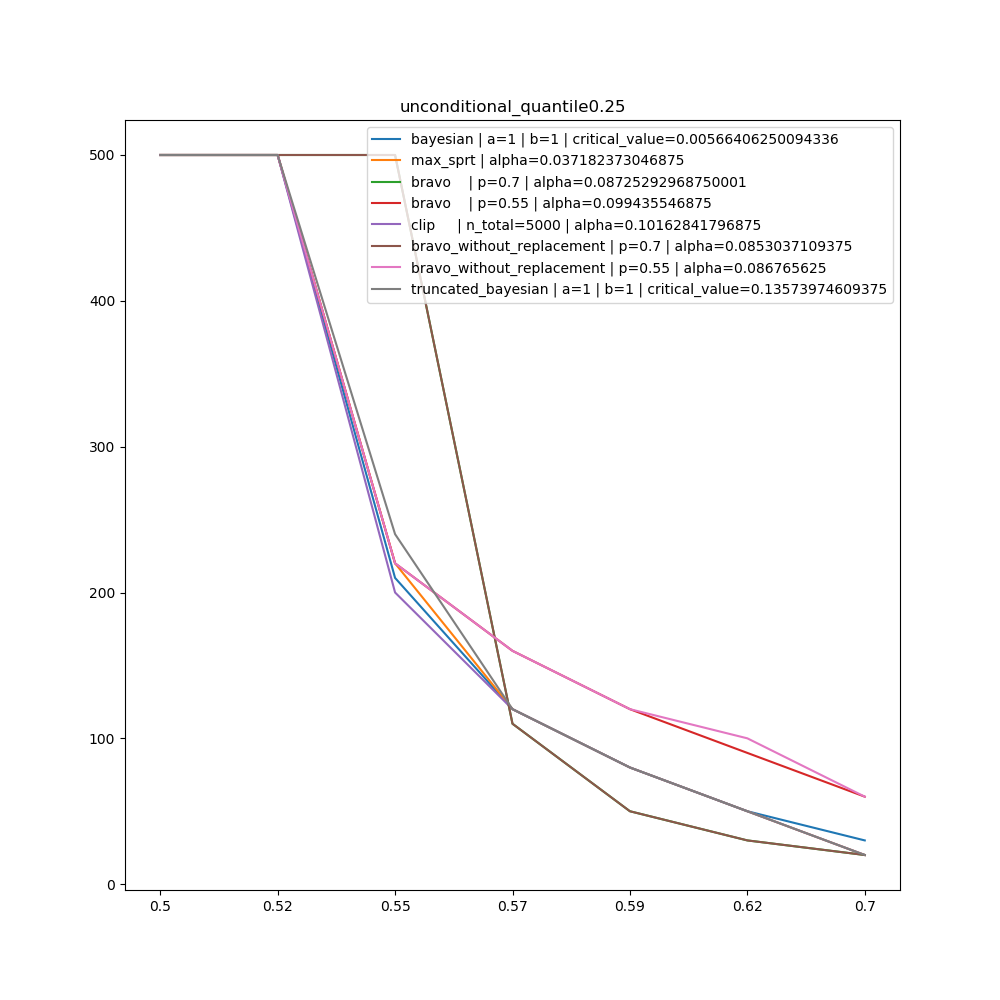 unconditional_quantile0.25
bayesian | a=1 | b=1 | critical_value=0.00566406250094336
max_sprt | alpha=0.037182373046875
bravo    | p=0.7 | alpha=0.08725292968750001
bravo    | p=0.55 | alpha=0.099435546875
clip     | n_total=5000 | alpha=0.10162841796875
bravo_without_replacement | p=0.7 | alpha=0.0853037109375
bravo_without_replacement | p=0.55 | alpha=0.086765625
truncated_bayesian | a=1 | b=1 | critical_value=0.13573974609375
500
400
300
200
100
0
0.5 0.52 0.55 0.57 0.59 0.62 0.7